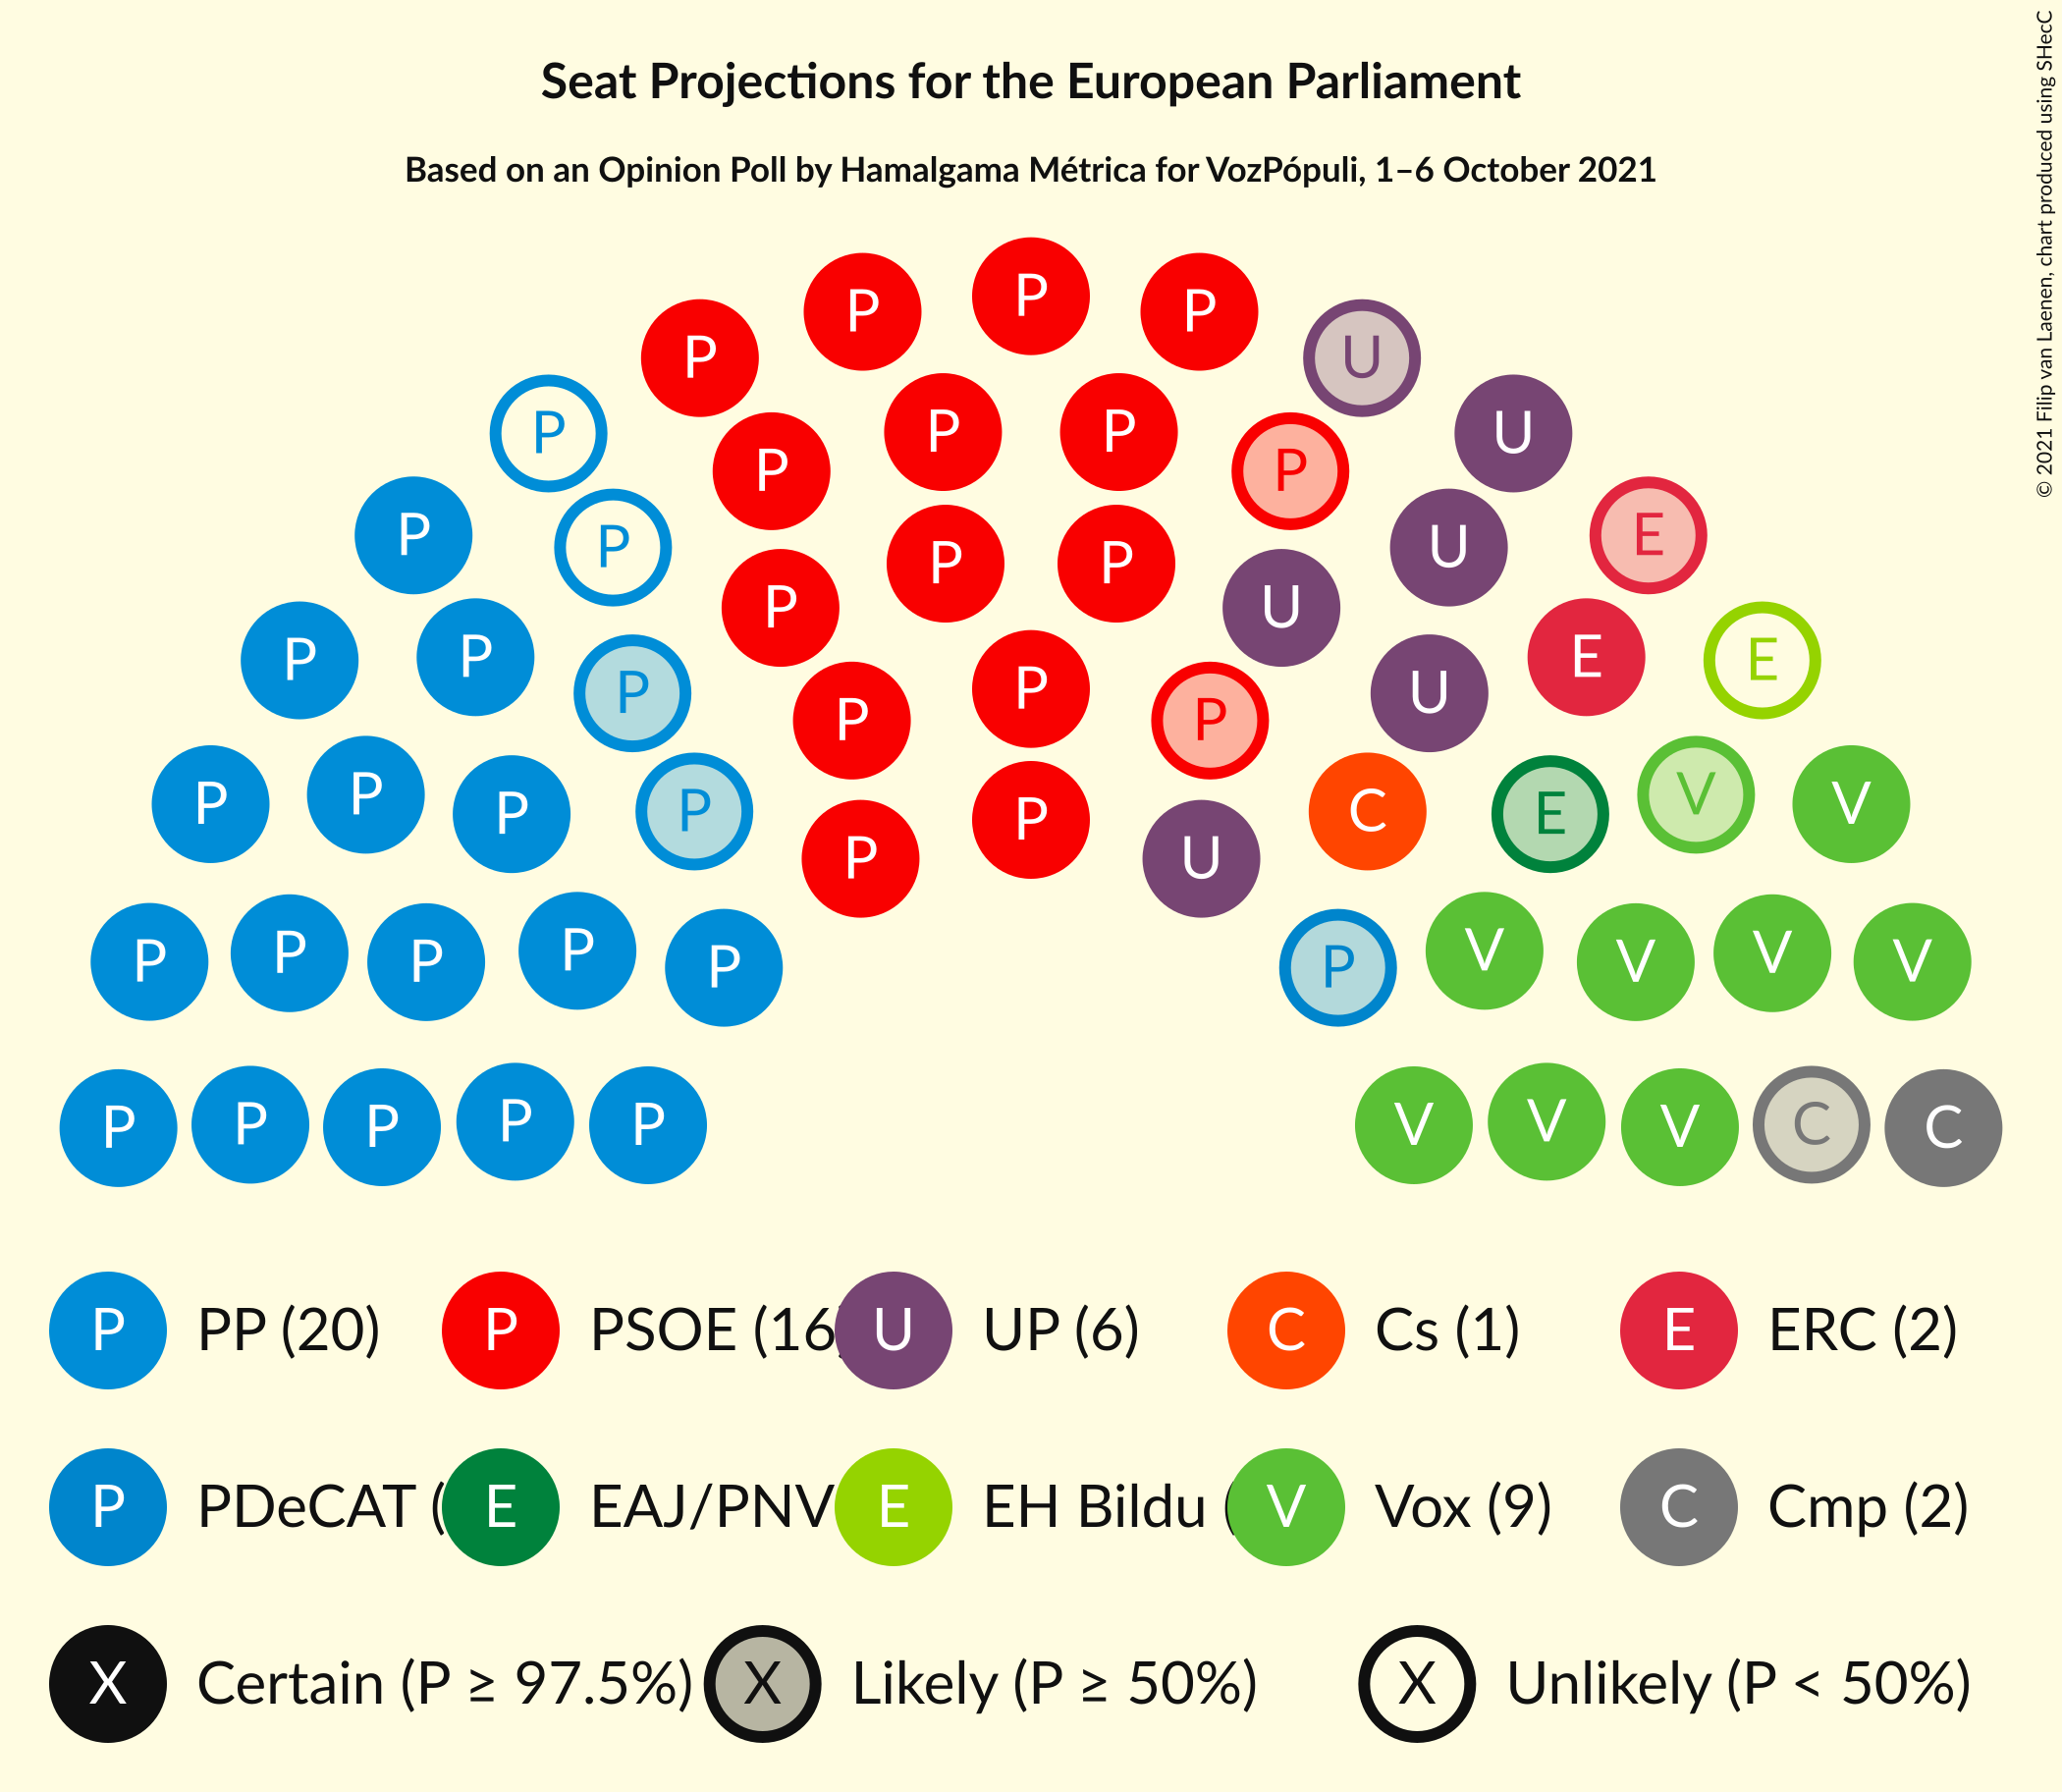 Seat Projections for the European Parliament
Based on an Opinion Poll by Hamalgama Métrica for VozPópuli, 1–6 October 2021
© 2021 Filip van Laenen, chart produced using SHecC
P
P P
P U
P P P U
P P
P P E
P P U
P P P
U P
P P E E
P P U
P P
P C P P E V V
P P U
P P P P P P V V V V
P P P P P V V V C C
P PP (20) P PSOE (16 U UP (6) C Cs (1) E ERC (2)
P PDeCAT ( E EAJ/PNV E EH Bildu ( V Vox (9) C Cmp (2)
X Certain (P ≥ 97.5%) X Likely (P ≥ 50%) X Unlikely (P < 50%)